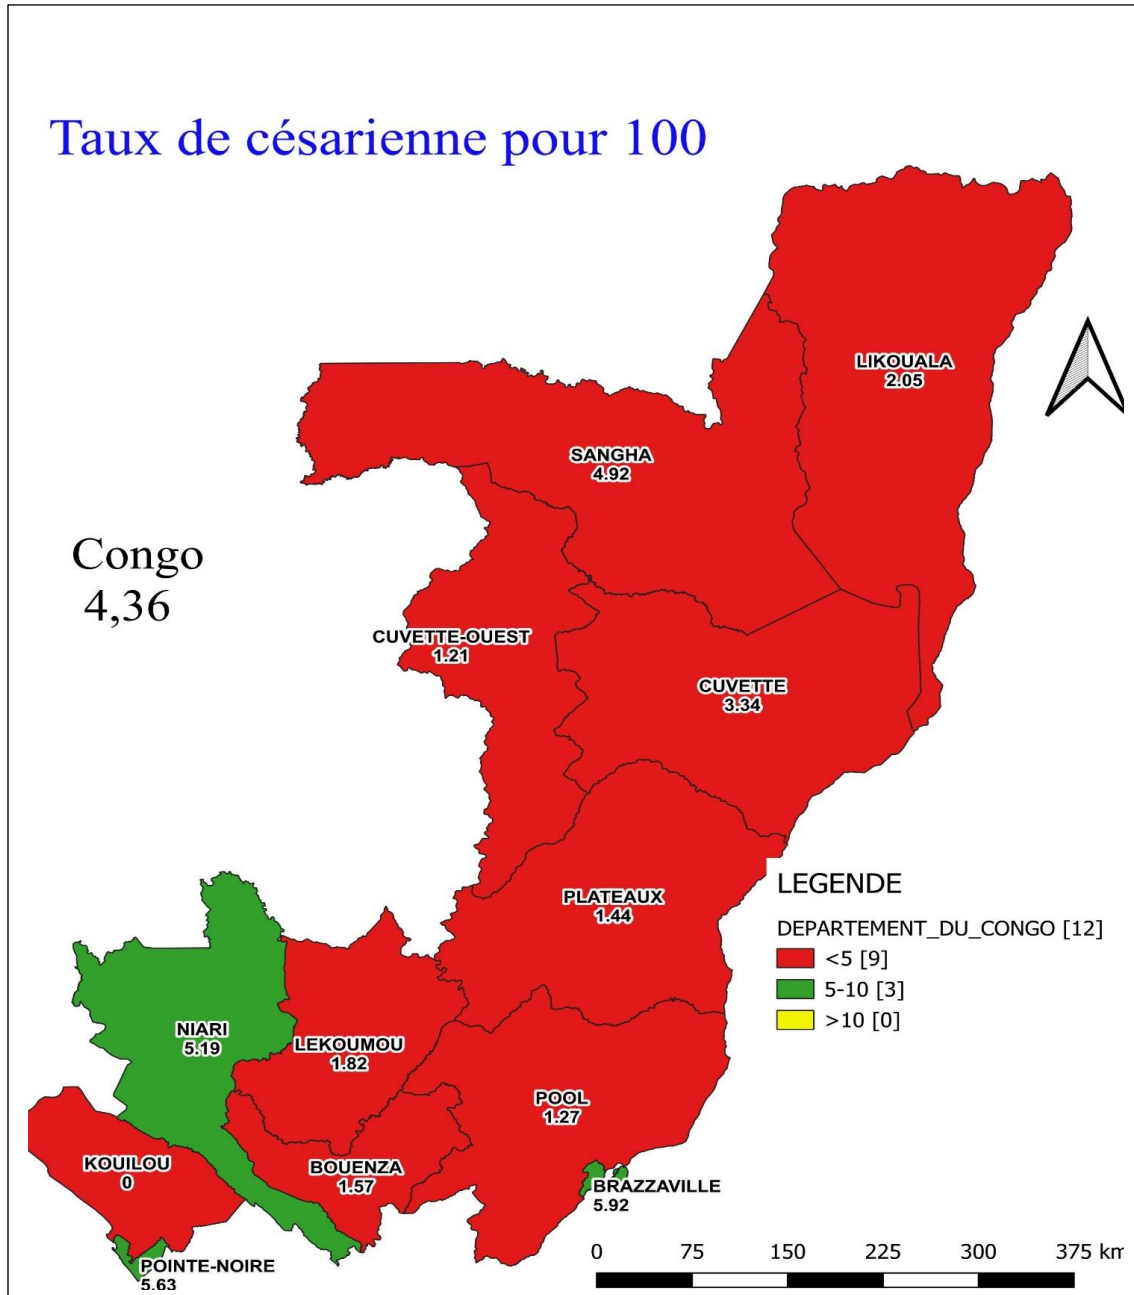 Taux de césarienne pour 100
LIKOUALA
2.05
SANGHA
4.92
Congo
4,36
CUVETTE-OUEST
1.21
CUVETTE
3.34
PLATEAUX
1.44
LEGENDE
DEPARTEMENT_DU_CONGO [12]
<5 [9]
5-10 [3]
>10 [0]
NIARI
5.19
LEKOUMOU
1.82
POOL
1.27
KOUILOU
0
BOUENZA
1.57
BRAZZAVILLE
5.92
POINTE-NOIRE
5.63
0 75 150 225 300 375 km